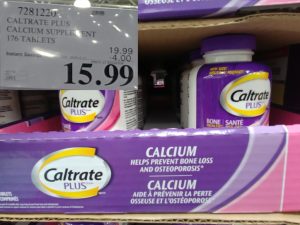 7281220
CALTRATE PLUS
CALCIUM SUPPLEMENT
176 TABLETS
19.99
-4.00
15.99
Caltrate
PLUS
Caltrate
PLUS
BONE
SANTÉ
Caltrate
PLUS
CALCIUM
HELPS PREVENT BONE LOSS
AND OSTEOPOROSIS
CALCIUM
AIDE À PRÉVENIR LA PERTE
OSSEUSE ET L'OSTÉOPOROSE